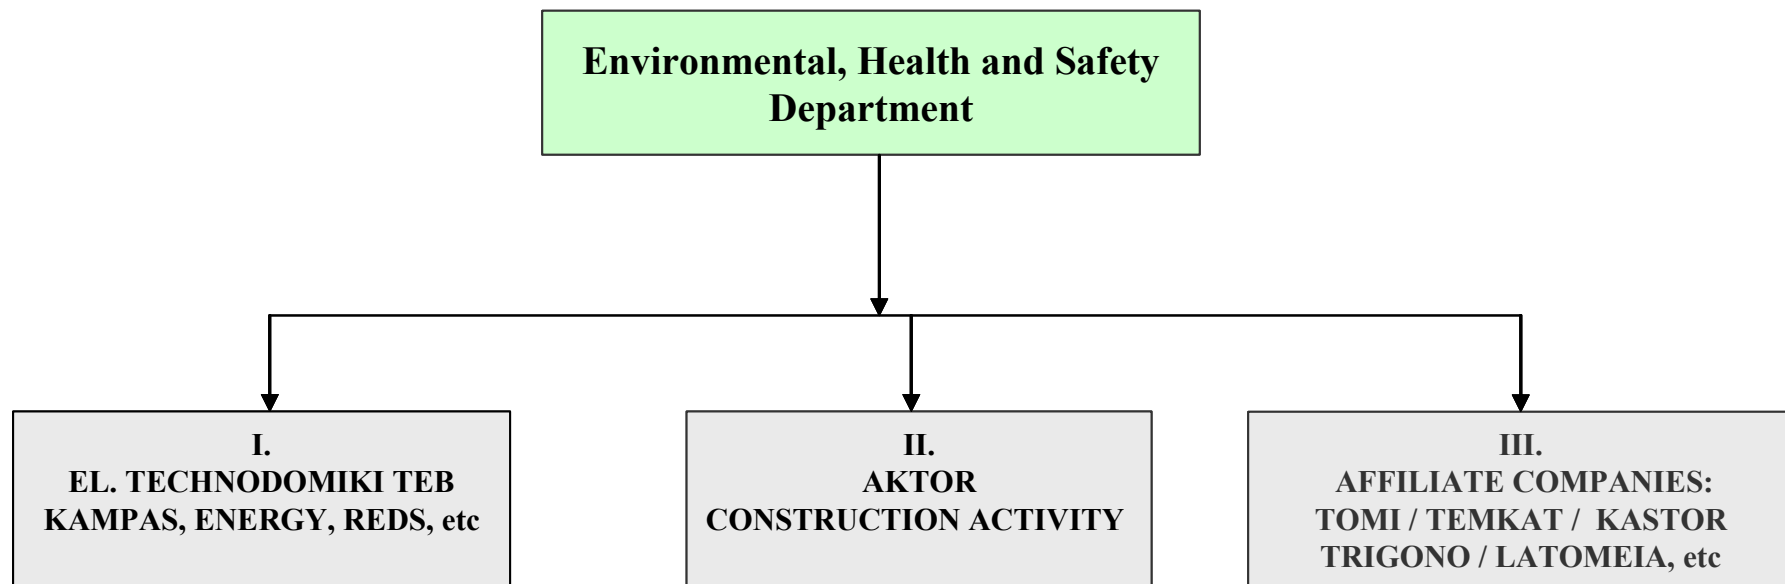 Environmental, Health and Safety
Department
I.
EL. TECHNODOMIKI TEB
KAMPAS, ENERGY, REDS, etc
II.
AKTOR
CONSTRUCTION ACTIVITY
III.
AFFILIATE COMPANIES:
TOMI / TEMKAT / KASTOR
TRIGONO / LATOMEIA, etc